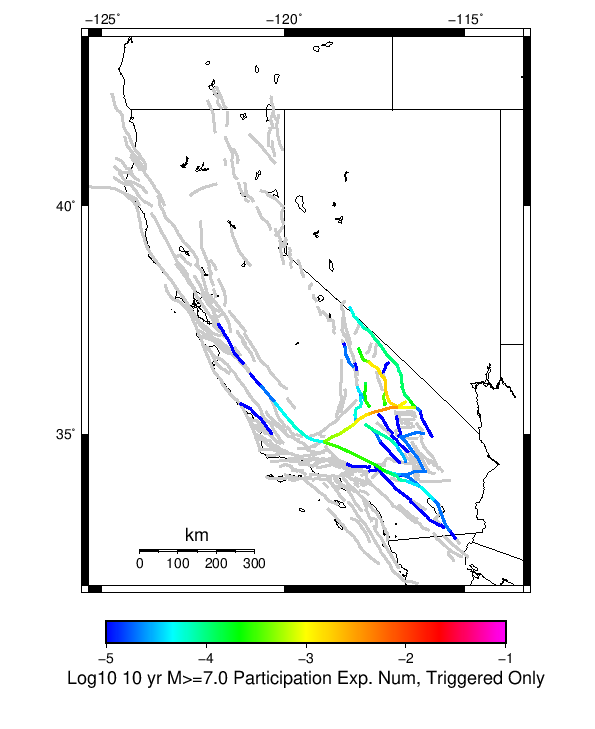 −125° −120° −115°
40°
35°
km
0 100 200 300
−5 −4 −3 −2 −1
Log10 10 yr M>=7.0 Participation Exp. Num, Triggered Only